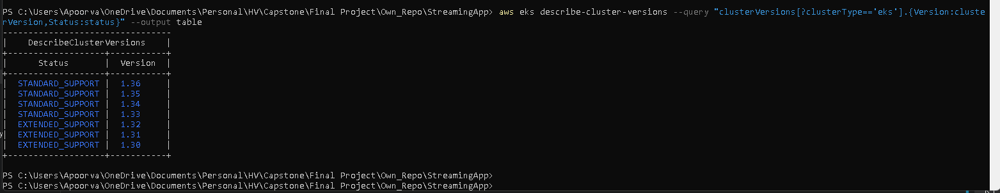 PS C:\Users\Apoorva\OneDrive\Documents\Personal\HV\Capstone\Final Project\Own_Repo\StreamingApp> aws eks describe-cluster-versions --query "clusterVersions[?clusterType=='eks'].{Version:cluste
rVersion,Status:status}" --output table
---------------------------------
|    DescribeClusterVersions    |
+-------------------+-----------+
|      Status       |  Version  |
+-------------------+-----------+
|  STANDARD_SUPPORT |  1.36     |
|  STANDARD_SUPPORT |  1.35     |
|  STANDARD_SUPPORT |  1.34     |
|  STANDARD_SUPPORT |  1.33     |
|  EXTENDED_SUPPORT |  1.32     |
|  EXTENDED_SUPPORT |  1.31     |
|  EXTENDED_SUPPORT |  1.30     |
+-------------------+-----------+
PS C:\Users\Apoorva\OneDrive\Documents\Personal\HV\Capstone\Final Project\Own_Repo\StreamingApp>
PS C:\Users\Apoorva\OneDrive\Documents\Personal\HV\Capstone\Final Project\Own_Repo\StreamingApp>